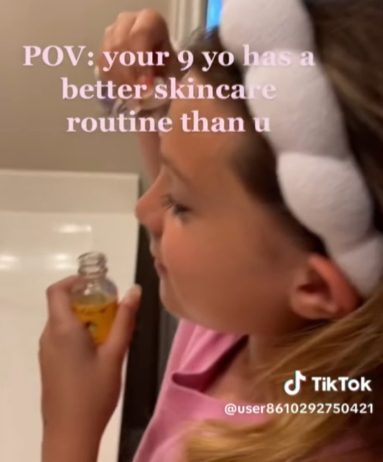 POV: your 9 yo has a
better skincare
routine than u
TikTok
@user8610292750421